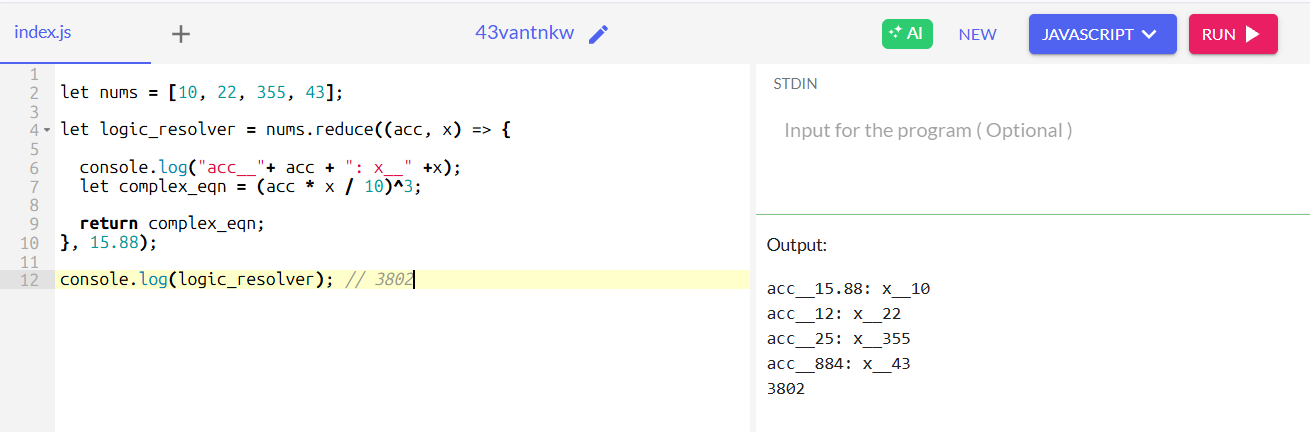 index.js + 43vantnkw AI NEW JAVASCRIPT RUN
1
2 let nums = [10, 22, 355, 43];
3
4 let logic_resolver = nums.reduce((acc, x) => {
5
6   console.log("acc__"+ acc + ": x__" +x);
7   let complex_eqn = (acc * x / 10)^3;
8
9   return complex_eqn;
10 }, 15.88);
11
12 console.log(logic_resolver); // 3802
STDIN
Input for the program ( Optional )
Output:
acc__15.88: x__10
acc__12: x__22
acc__25: x__355
acc__884: x__43
3802